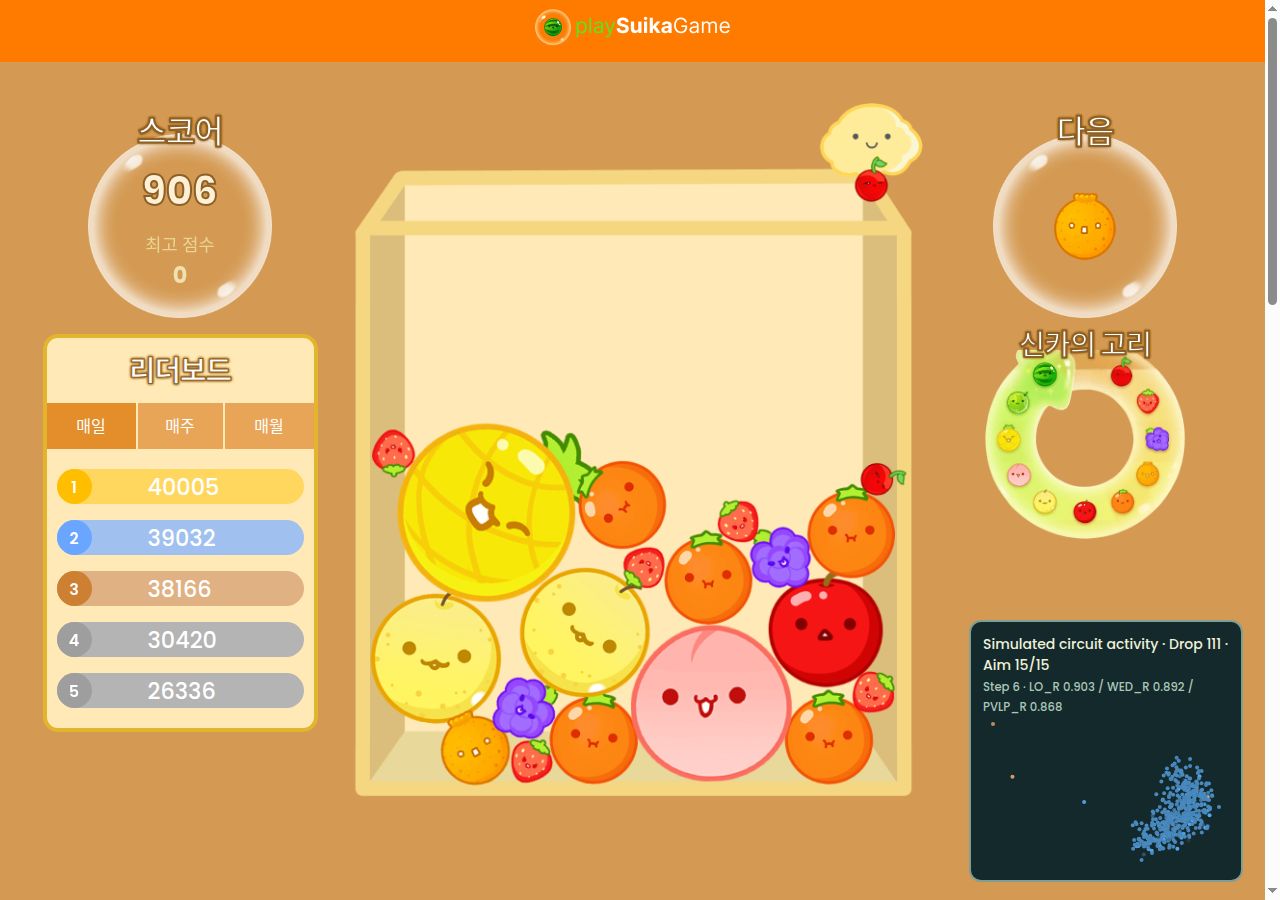 playSuikaGame
스코어
906
최고 점수
0
리더보드
매일 매주 매월
1 40005
2 39032
3 38166
4 30420
5 26336
다음
신카의 고리
Simulated circuit activity · Drop 111 ·
Aim 15/15
Step 6 · LO_R 0.903 / WED_R 0.892 /
PVLP_R 0.868